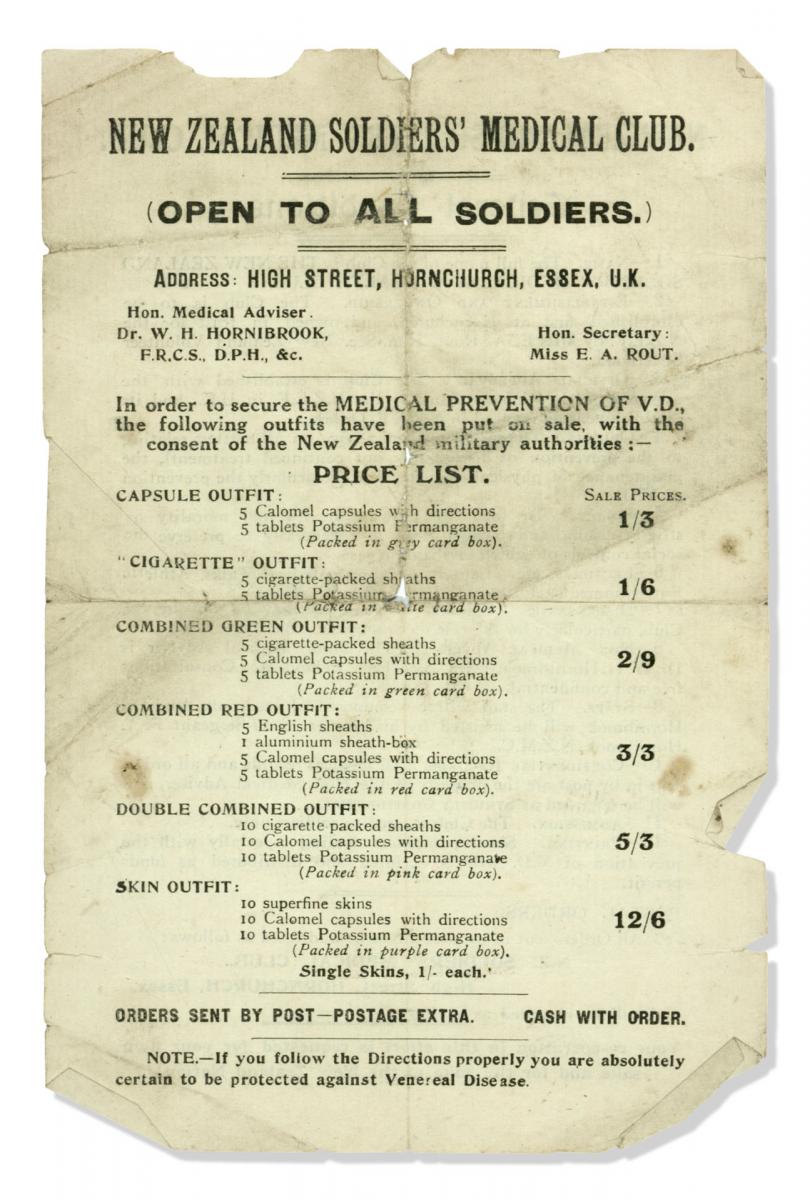 NEW ZEALAND SOLDIERS' MEDICAL CLUB.
(OPEN TO ALL SOLDIERS.)
ADDRESS: HIGH STREET, HORNCHURCH, ESSEX, U.K.
Hon. Medical Adviser.
Dr. W. H. HORNIBROOK,
F.R.C.S., D.P.H., &c.
Hon. Secretary:
Miss E. A. ROUT.
In order to secure the MEDICAL PREVENTION OF V.D.,
the following outfits have been put on sale, with the
consent of the New Zealand military authorities :—
PRICE LIST.
SALE PRICES.
CAPSULE OUTFIT:
5 Calomel capsules with directions
5 tablets Potassium Permanganate
(Packed in grey card box).
1/3
"CIGARETTE" OUTFIT:
5 cigarette-packed sheaths
5 tablets Potassium Permanganate
(Packed in white card box).
1/6
COMBINED GREEN OUTFIT:
5 cigarette-packed sheaths
5 Calomel capsules with directions
5 tablets Potassium Permanganate
(Packed in green card box).
2/9
COMBINED RED OUTFIT:
5 English sheaths
1 aluminium sheath-box
5 Calomel capsules with directions
5 tablets Potassium Permanganate
(Packed in red card box).
3/3
DOUBLE COMBINED OUTFIT:
10 cigarette packed sheaths
10 Calomel capsules with directions
10 tablets Potassium Permanganate
(Packed in pink card box).
5/3
SKIN OUTFIT:
10 superfine skins
10 Calomel capsules with directions
10 tablets Potassium Permanganate
(Packed in purple card box).
12/6
Single Skins, 1/- each.'
ORDERS SENT BY POST—POSTAGE EXTRA. CASH WITH ORDER.
NOTE.—If you follow the Directions properly you are absolutely
certain to be protected against Venereal Disease.